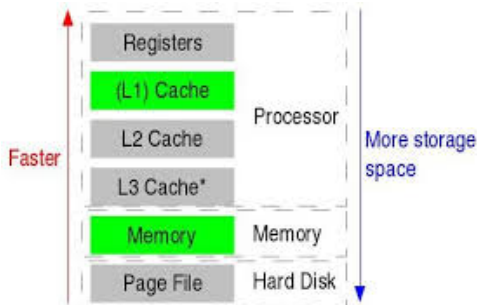 Registers
(L1) Cache
Processor
L2 Cache
Faster
More storage
space
L3 Cache*
Memory
Memory
Page File
Hard Disk